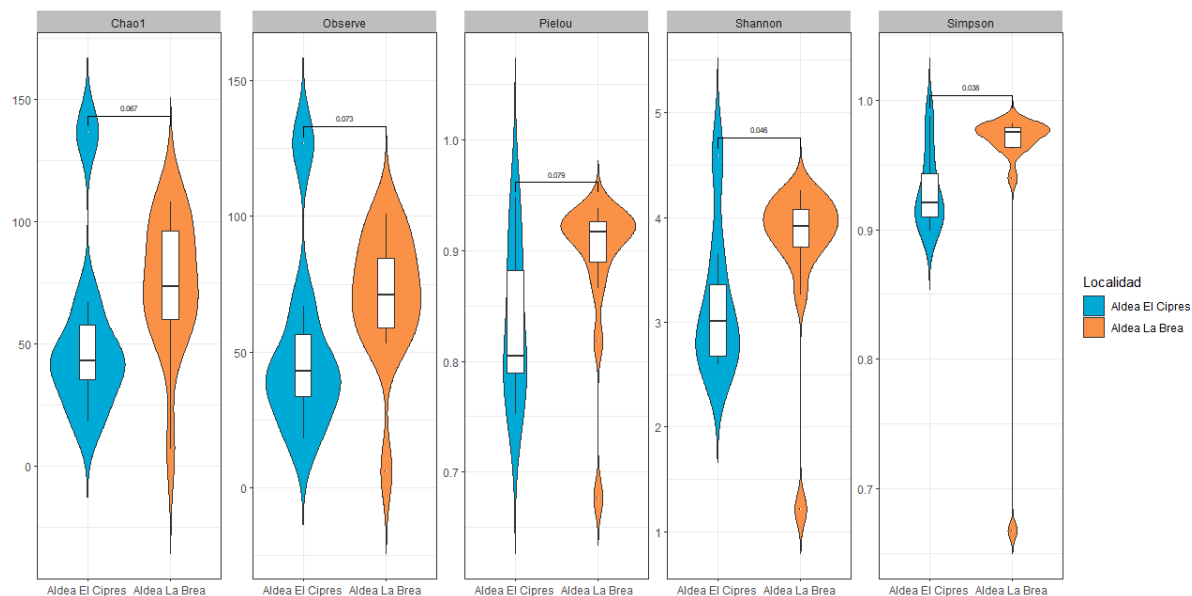 Chao1
Observe
Pielou
Shannon
Simpson
150
100
50
0
0.067
Aldea El Cipres Aldea La Brea
150
100
50
0
0.073
Aldea El Cipres Aldea La Brea
1.0
0.9
0.8
0.7
0.079
Aldea El Cipres Aldea La Brea
5
4
3
2
1
0.046
Aldea El Cipres Aldea La Brea
1.0
0.9
0.8
0.7
0.038
Aldea El Cipres Aldea La Brea
Localidad
Aldea El Cipres
Aldea La Brea